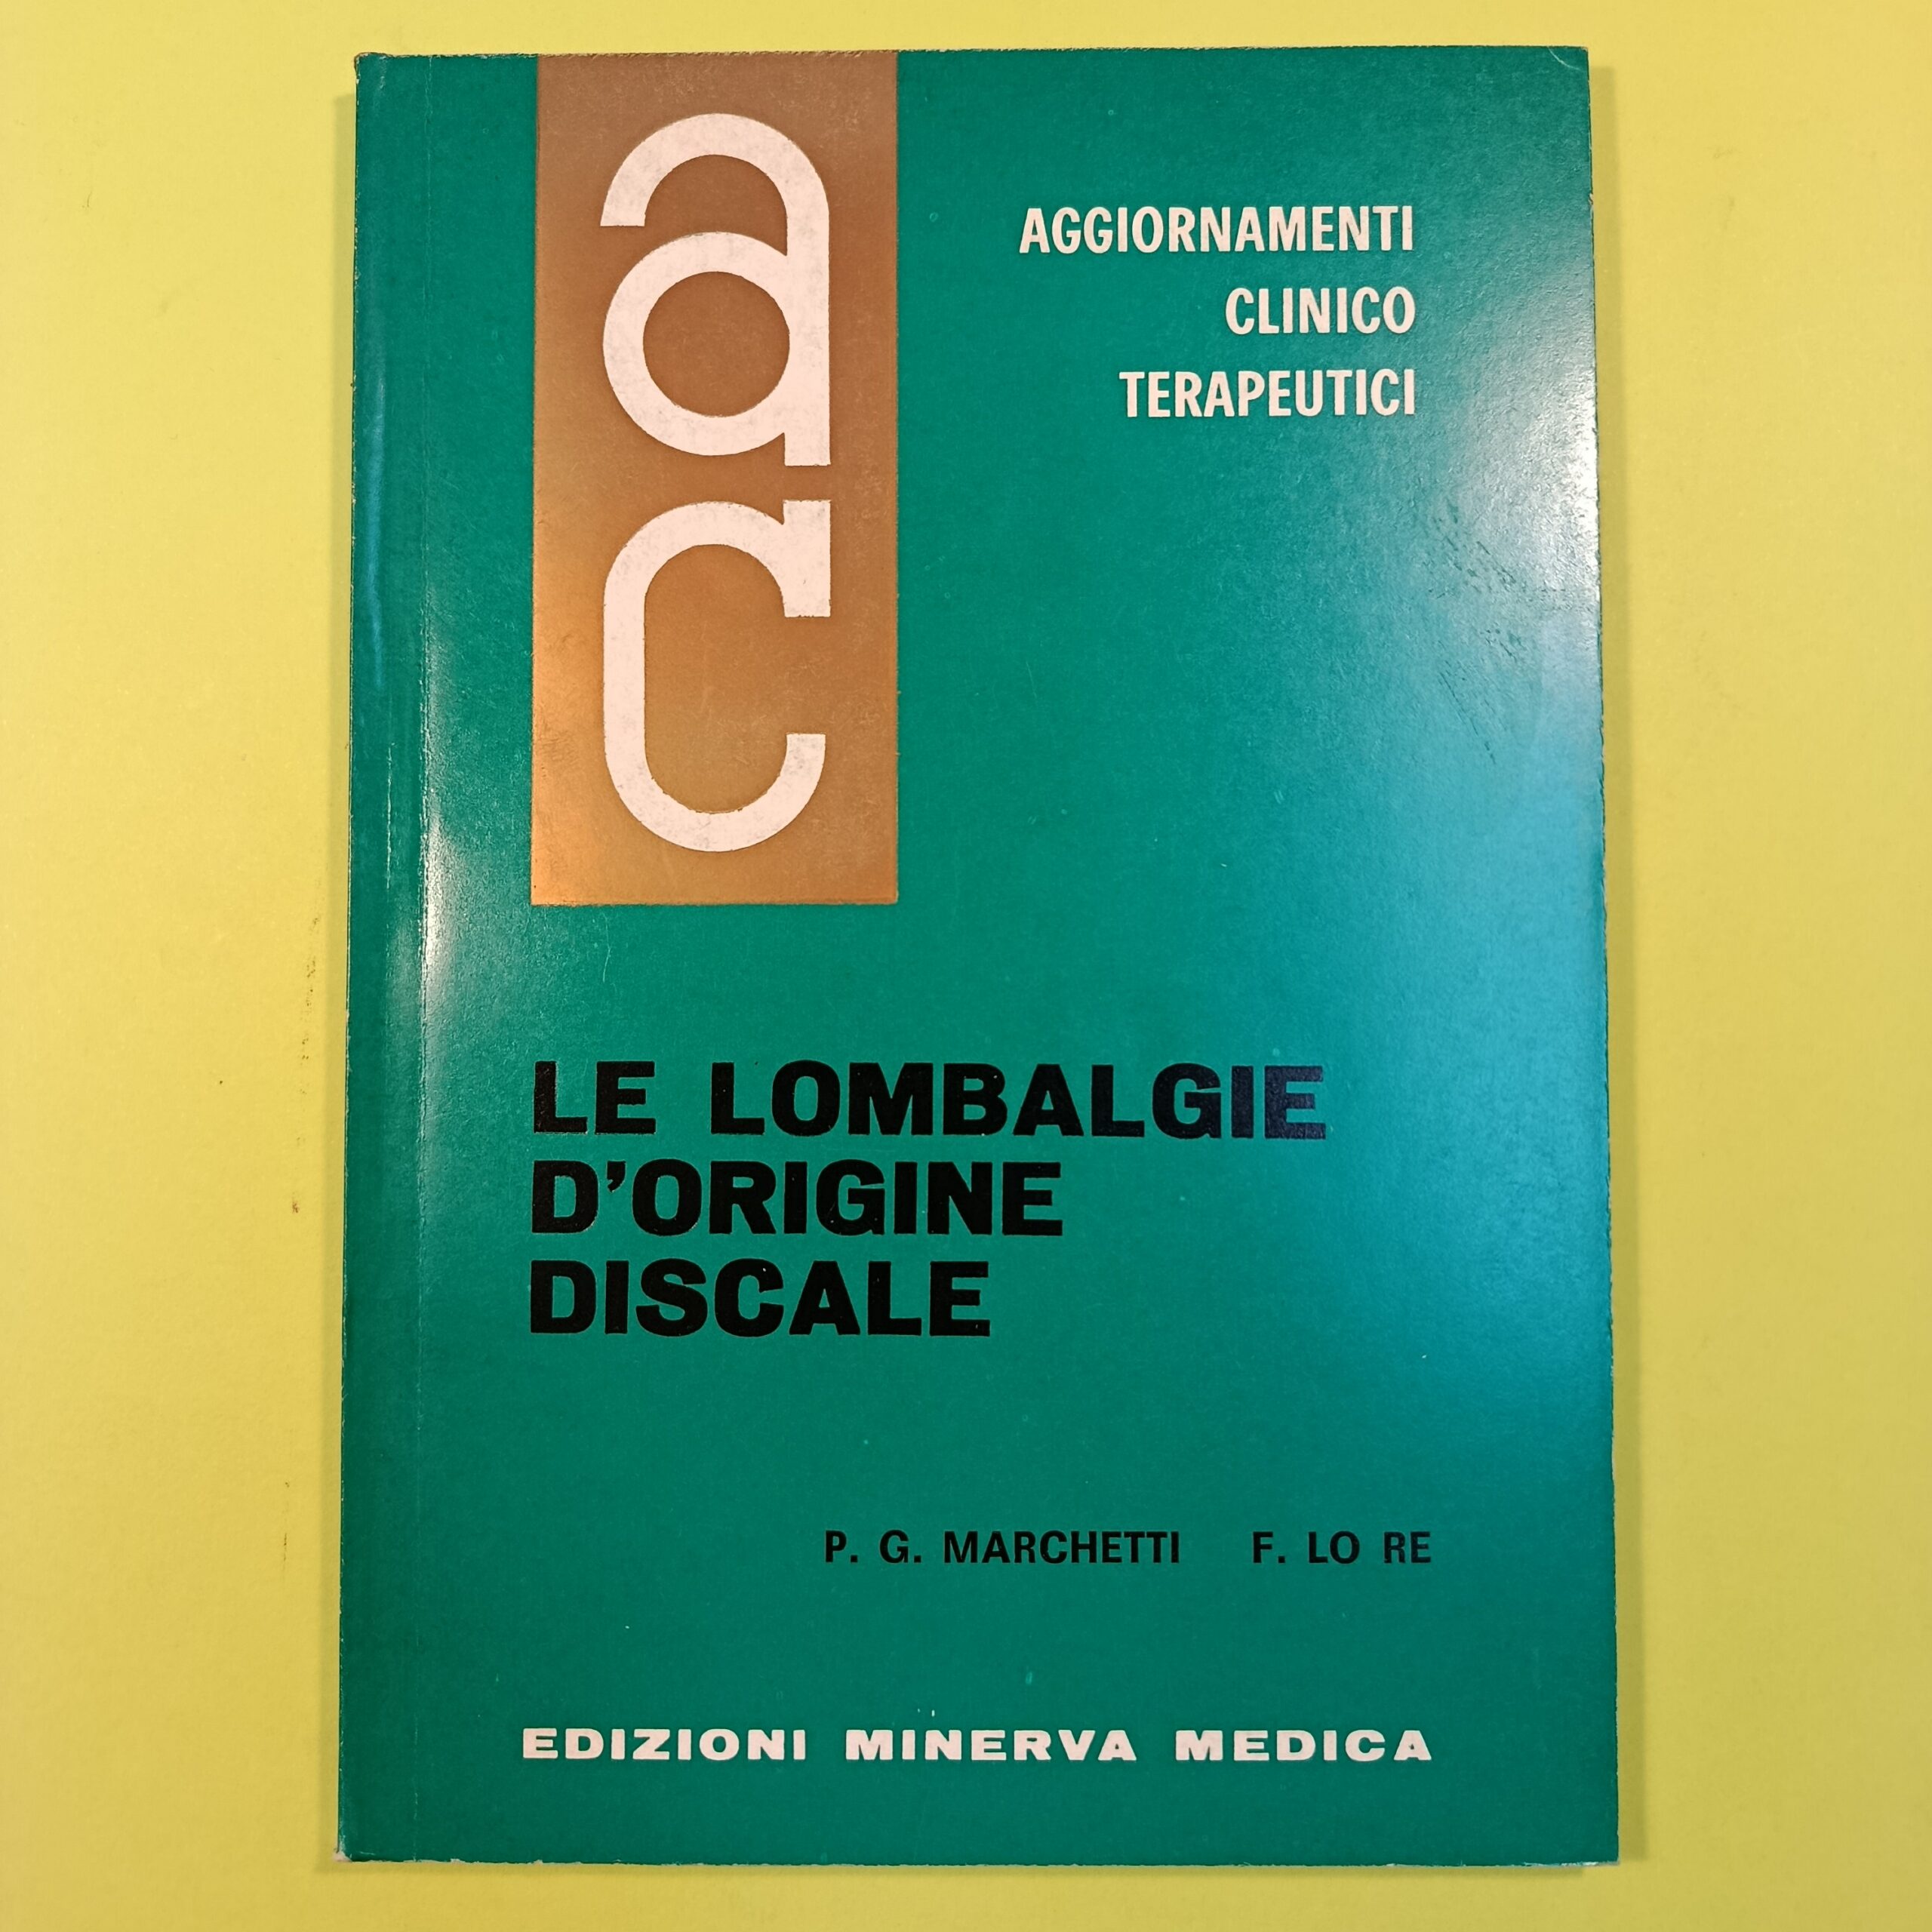 ac
AGGIORNAMENTI
CLINICO
TERAPEUTICI
LE LOMBALGIE
D'ORIGINE
DISCALE
P. G. MARCHETTI F. LO RE
EDIZIONI MINERVA MEDICA